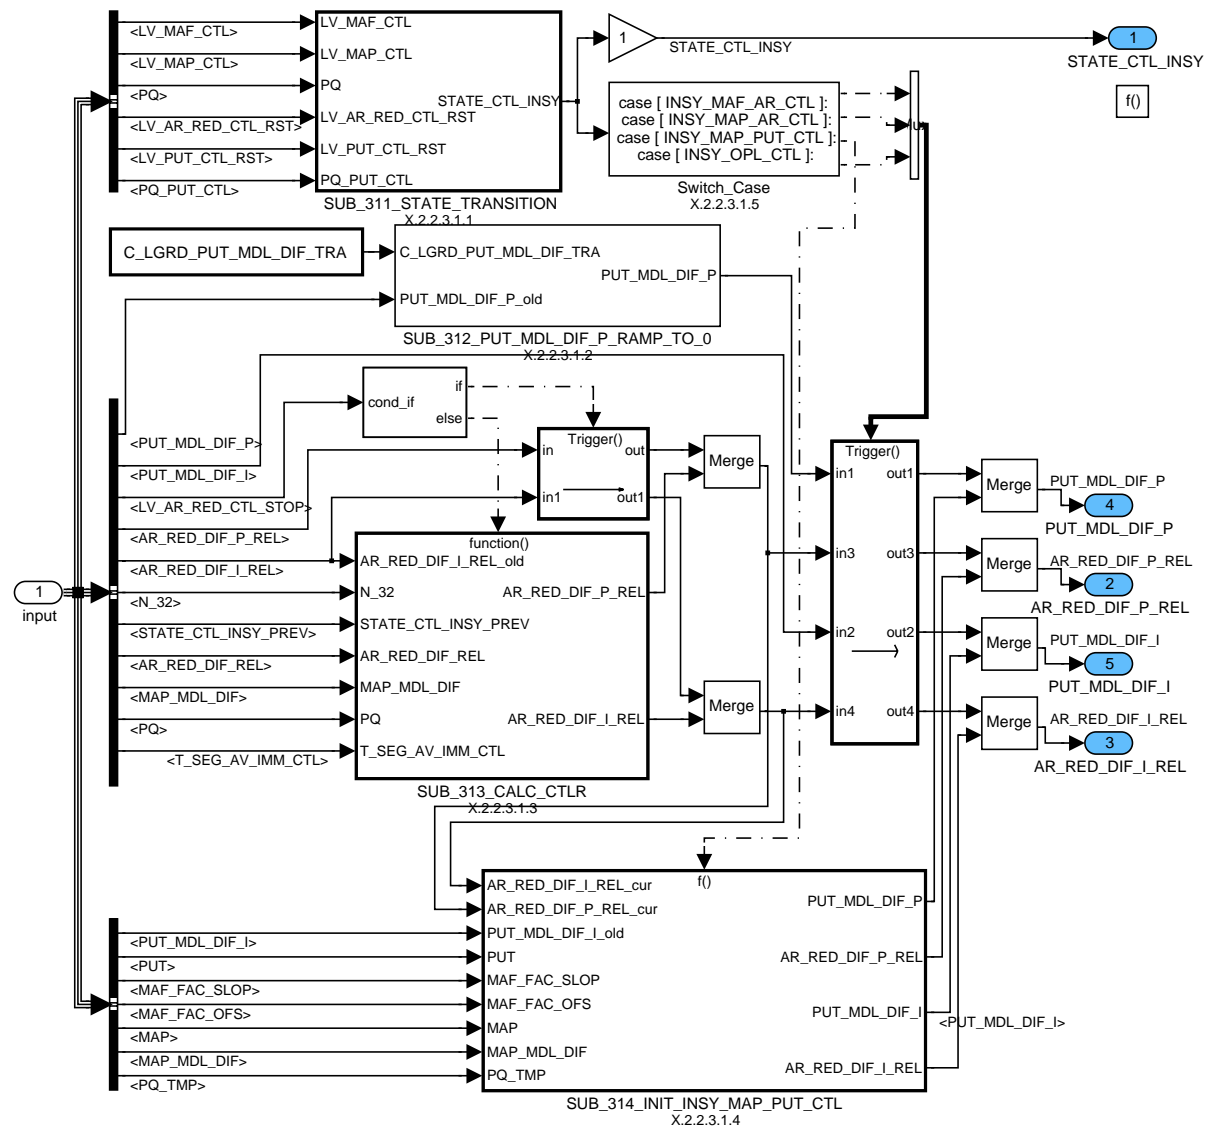 LV_MAF_CTL
<LV_MAF_CTL>
LV_MAP_CTL
<LV_MAP_CTL>
PQ
<PQ>
STATE_CTL_INSY
LV_AR_RED_CTL_RST
<LV_AR_RED_CTL_RST>
LV_PUT_CTL_RST
<LV_PUT_CTL_RST>
PQ_PUT_CTL
<PQ_PUT_CTL>
SUB_311_STATE_TRANSITION
X.2.2.3.1.1
1
STATE_CTL_INSY
1
STATE_CTL_INSY
f()
case [ INSY_MAF_AR_CTL ]:
case [ INSY_MAP_AR_CTL ]:
case [ INSY_MAP_PUT_CTL ]:
case [ INSY_OPL_CTL ]:
Switch_Case
X.2.2.3.1.5
C_LGRD_PUT_MDL_DIF_TRA
C_LGRD_PUT_MDL_DIF_TRA
PUT_MDL_DIF_P
PUT_MDL_DIF_P_old
SUB_312_PUT_MDL_DIF_P_RAMP_TO_0
X.2.2.3.1.2
if
cond_if
else
<PUT_MDL_DIF_P>
<PUT_MDL_DIF_I>
<LV_AR_RED_CTL_STOP>
<AR_RED_DIF_P_REL>
<AR_RED_DIF_I_REL>
<N_32>
<STATE_CTL_INSY_PREV>
<AR_RED_DIF_REL>
<MAP_MDL_DIF>
<PQ>
<T_SEG_AV_IMM_CTL>
1
input
Trigger()
in
out
in1
out1
Merge
function()
AR_RED_DIF_I_REL_old
N_32
AR_RED_DIF_P_REL
STATE_CTL_INSY_PREV
AR_RED_DIF_REL
MAP_MDL_DIF
PQ
AR_RED_DIF_I_REL
T_SEG_AV_IMM_CTL
SUB_313_CALC_CTLR
X.2.2.3.1.3
Merge
Trigger()
in1
out1
in3
out3
in2
out2
in4
out4
Merge
PUT_MDL_DIF_P
4
PUT_MDL_DIF_P
Merge
AR_RED_DIF_P_REL
2
AR_RED_DIF_P_REL
Merge
PUT_MDL_DIF_I
5
PUT_MDL_DIF_I
Merge
AR_RED_DIF_I_REL
3
AR_RED_DIF_I_REL
f()
AR_RED_DIF_I_REL_cur
AR_RED_DIF_P_REL_cur
PUT_MDL_DIF_I_old
PUT
MAF_FAC_SLOP
MAF_FAC_OFS
MAP
MAP_MDL_DIF
PQ_TMP
PUT_MDL_DIF_P
AR_RED_DIF_P_REL
PUT_MDL_DIF_I
AR_RED_DIF_I_REL
<PUT_MDL_DIF_I>
<PUT_MDL_DIF_I>
<PUT>
<MAF_FAC_SLOP>
<MAF_FAC_OFS>
<MAP>
<MAP_MDL_DIF>
<PQ_TMP>
SUB_314_INIT_INSY_MAP_PUT_CTL
X.2.2.3.1.4